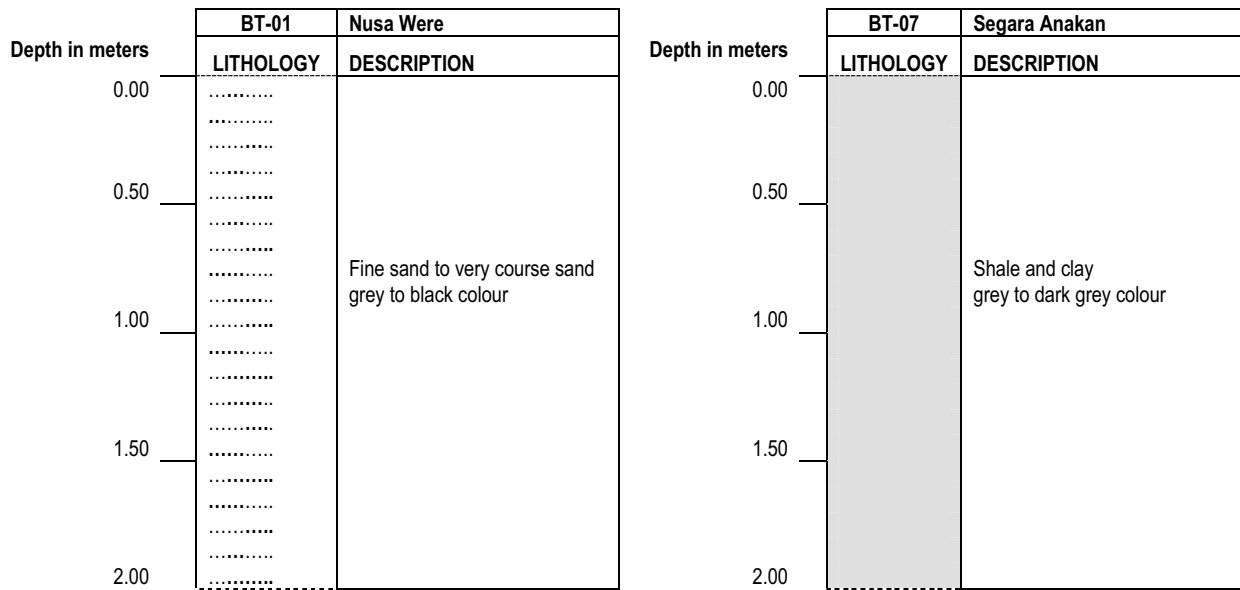 BT-01 Nusa Were
Depth in meters
LITHOLOGY DESCRIPTION
0.00
0.50
Fine sand to very course sand
grey to black colour
1.00
1.50
2.00
BT-07 Segara Anakan
Depth in meters
LITHOLOGY DESCRIPTION
0.00
0.50
Shale and clay
grey to dark grey colour
1.00
1.50
2.00